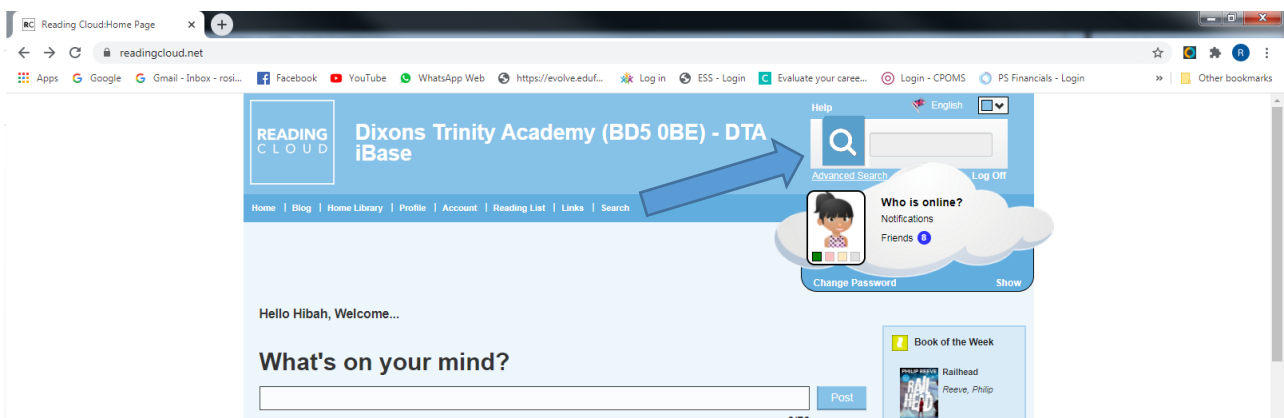 RC Reading Cloud:Home Page × +
readingcloud.net R
Apps G Google G Gmail - Inbox - rosi... Facebook YouTube WhatsApp Web https://evolve.eduf... Log in ESS - Login C Evaluate your caree... Login - CPOMS PS Financials - Login » Other bookmarks
Help English
READING
CLOUD
Dixons Trinity Academy (BD5 0BE) - DTA
iBase
Advanced Search Log Off
Home | Blog | Home Library | Profile | Account | Reading List | Links | Search
Who is online?
Notifications
Friends 8
Change Password Show
Hello Hibah, Welcome...
Book of the Week
What's on your mind?
PHILIP REEVE
RAIL
HEAD
Railhead
Reeve, Philip
Post